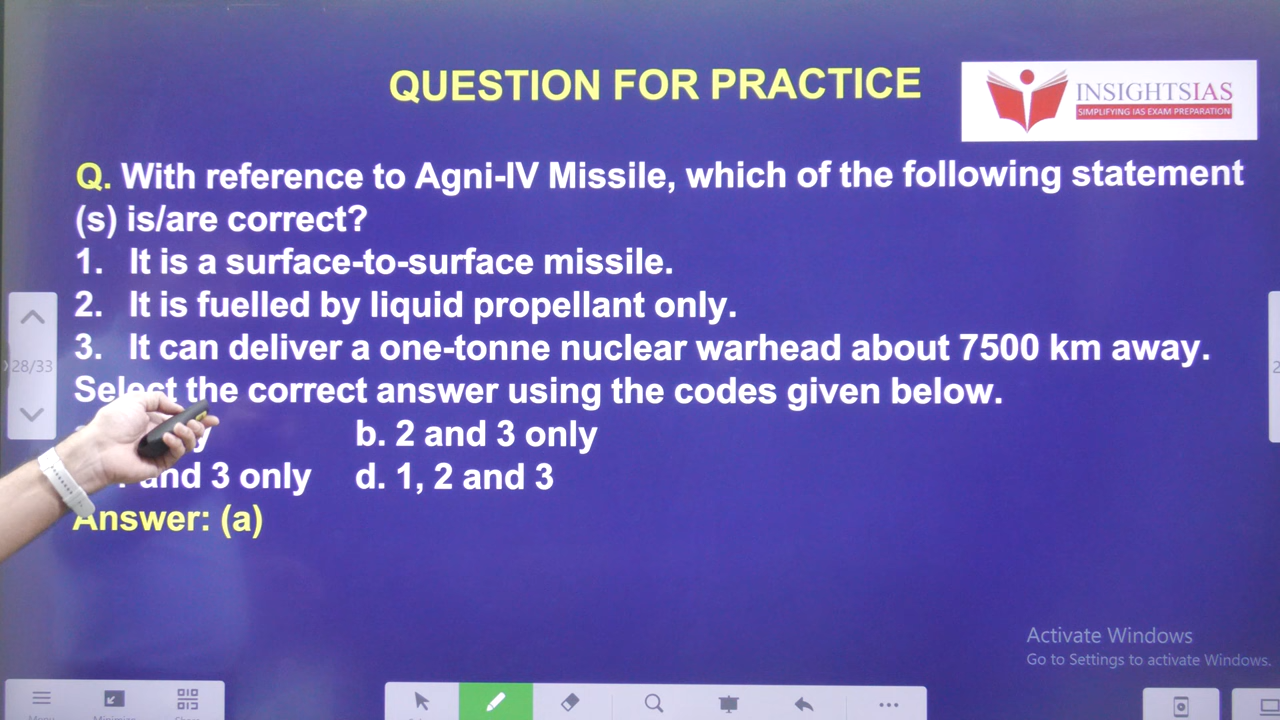 QUESTION FOR PRACTICE
INSIGHTSIAS
SIMPLIFYING IAS EXAM PREPARATION
Q. With reference to Agni-IV Missile, which of the following statement
(s) is/are correct?
1. It is a surface-to-surface missile.
2. It is fuelled by liquid propellant only.
3. It can deliver a one-tonne nuclear warhead about 7500 km away.
Select the correct answer using the codes given below.
b. 2 and 3 only
and 3 only d. 1, 2 and 3
Answer: (a)
28/33
2
Activate Windows
Go to Settings to activate Windows.